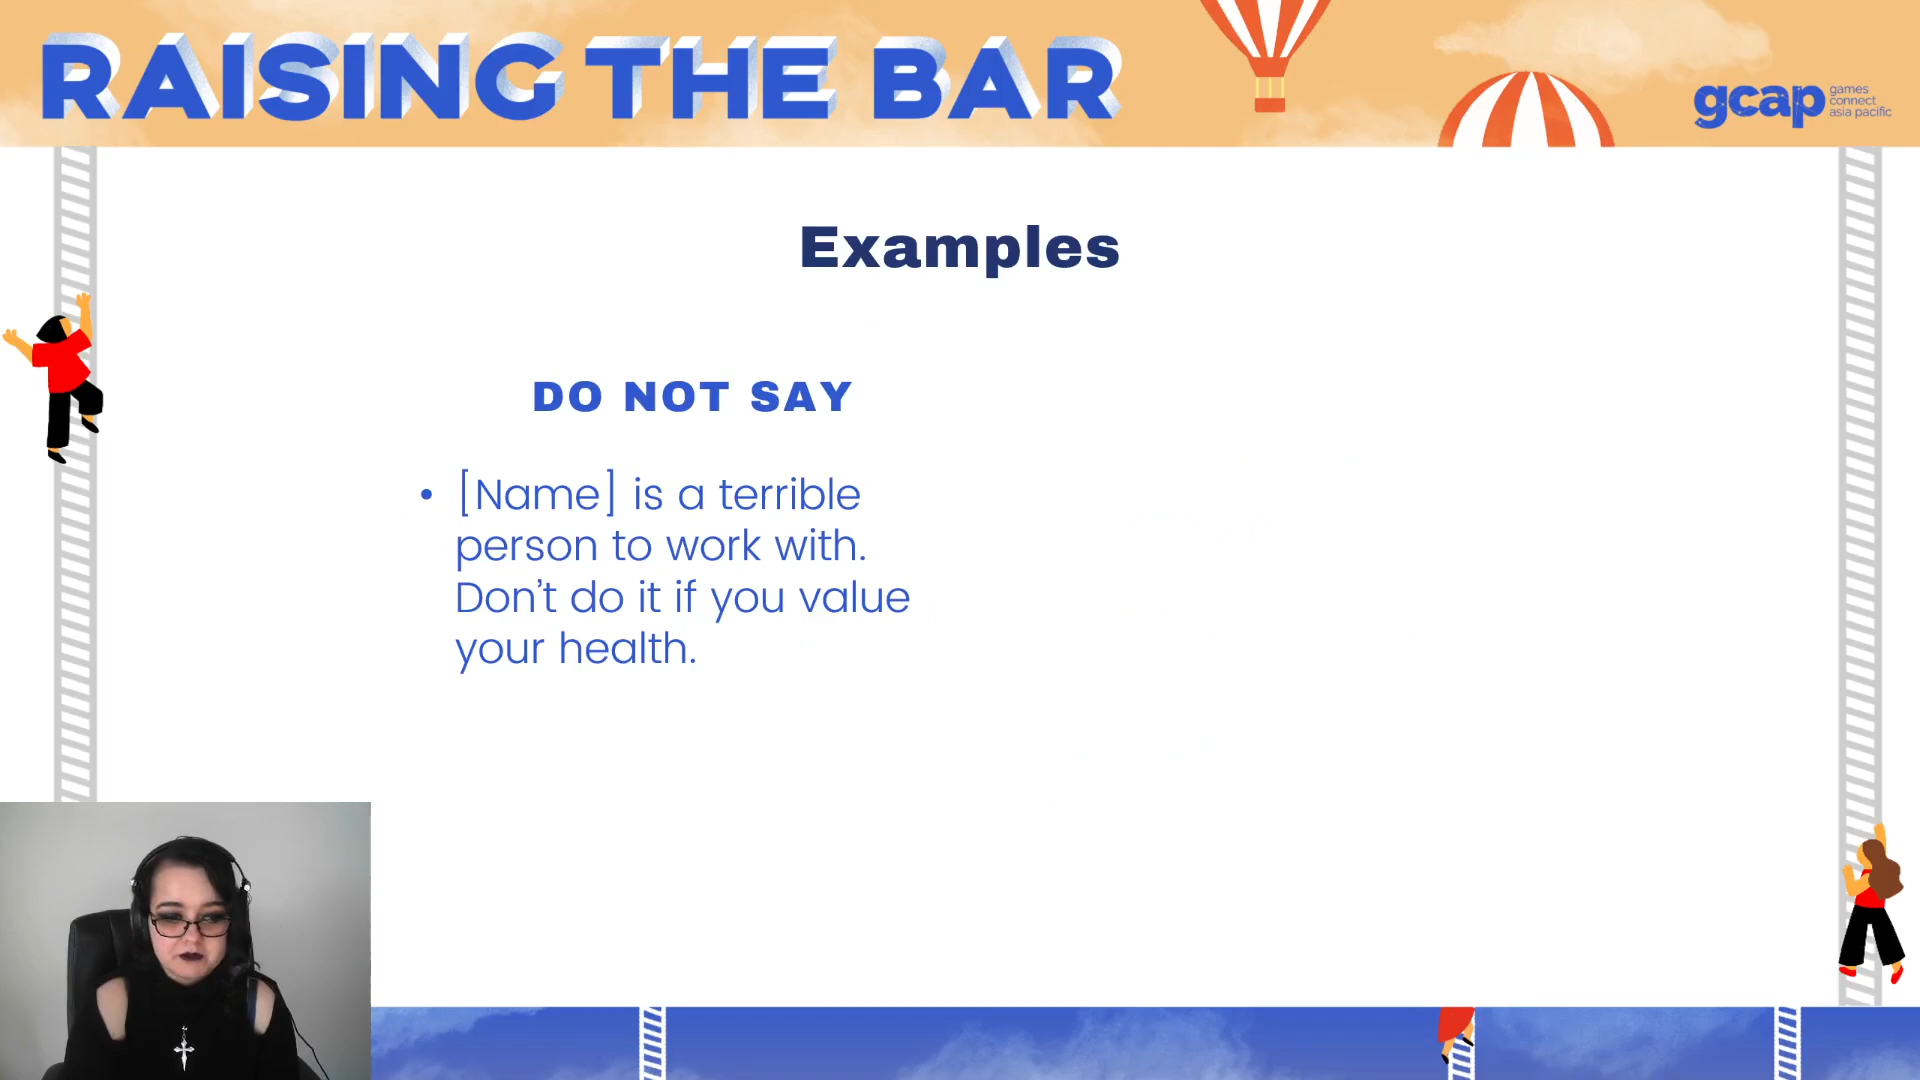 RAISING THE BAR
gcap games
connect
asia pacific
Examples
DO NOT SAY
• [Name] is a terrible
person to work with.
Don't do it if you value
your health.